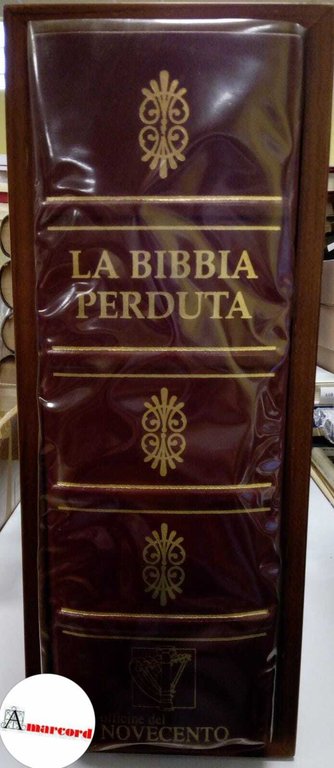 LA BIBBIA
PERDUTA
officine del
NOVECENTO
Amarcord